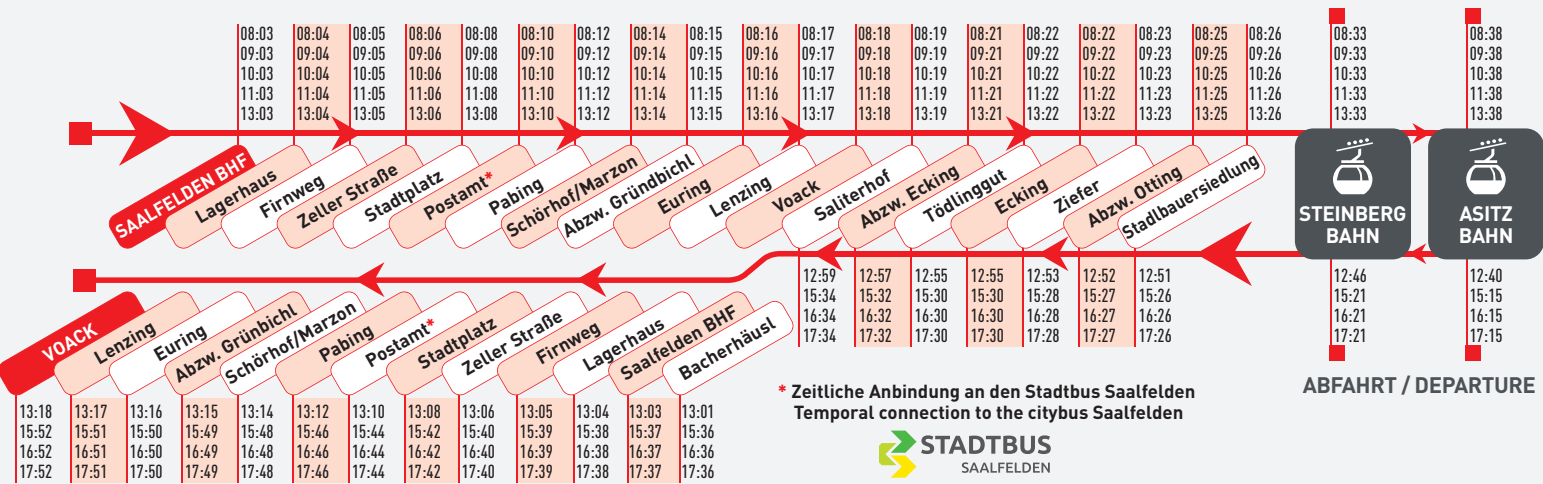 08:03 08:04 08:05 08:06 08:08 08:10 08:12 08:14 08:15 08:16 08:17 08:18 08:19 08:21 08:22 08:22 08:23 08:25 08:26 08:33 08:38
09:03 09:04 09:05 09:06 09:08 09:10 09:12 09:14 09:15 09:16 09:17 09:18 09:19 09:21 09:22 09:22 09:23 09:25 09:26 09:33 09:38
10:03 10:04 10:05 10:06 10:08 10:10 10:12 10:14 10:15 10:16 10:17 10:18 10:19 10:21 10:22 10:22 10:23 10:25 10:26 10:33 10:38
11:03 11:04 11:05 11:06 11:08 11:10 11:12 11:14 11:15 11:16 11:17 11:18 11:19 11:21 11:22 11:22 11:23 11:25 11:26 11:33 11:38
13:03 13:04 13:05 13:06 13:08 13:10 13:12 13:14 13:15 13:16 13:17 13:18 13:19 13:21 13:22 13:22 13:23 13:25 13:26 13:33 13:38
SAALFELDEN BHF
Lagerhaus
Firnweg
Zeller Straße
Stadtplatz
Postamt*
Pabing
Schörhof/Marzon
Abzw. Gründbichl
Euring
Lenzing
Voack
Saliterhof
Abzw. Ecking
Tödlinggut
Ecking
Ziefer
Abzw. Otting
Stadlbauersiedlung
STEINBERG
BAHN
ASITZ
BAHN
12:59 12:57 12:55 12:55 12:53 12:52 12:51 12:46 12:40
15:34 15:32 15:30 15:30 15:28 15:27 15:26 15:21 15:15
16:34 16:32 16:30 16:30 16:28 16:27 16:26 16:21 16:15
17:34 17:32 17:30 17:30 17:28 17:27 17:26 17:21 17:15
VOACK
Lenzing
Euring
Abzw. Grünbichl
Schörhof/Marzon
Pabing
Postamt*
Stadtplatz
Zeller Straße
Firnweg
Lagerhaus
Saalfelden BHF
Bacherhäusl
13:18 13:17 13:16 13:15 13:14 13:12 13:10 13:08 13:06 13:05 13:04 13:03 13:01
15:52 15:51 15:50 15:49 15:48 15:46 15:44 15:42 15:40 15:39 15:38 15:37 15:36
16:52 16:51 16:50 16:49 16:48 16:46 16:44 16:42 16:40 16:39 16:38 16:37 16:36
17:52 17:51 17:50 17:49 17:48 17:46 17:44 17:42 17:40 17:39 17:38 17:37 17:36
* Zeitliche Anbindung an den Stadtbus Saalfelden
Temporal connection to the citybus Saalfelden
STADTBUS
SAALFELDEN
ABFAHRT / DEPARTURE